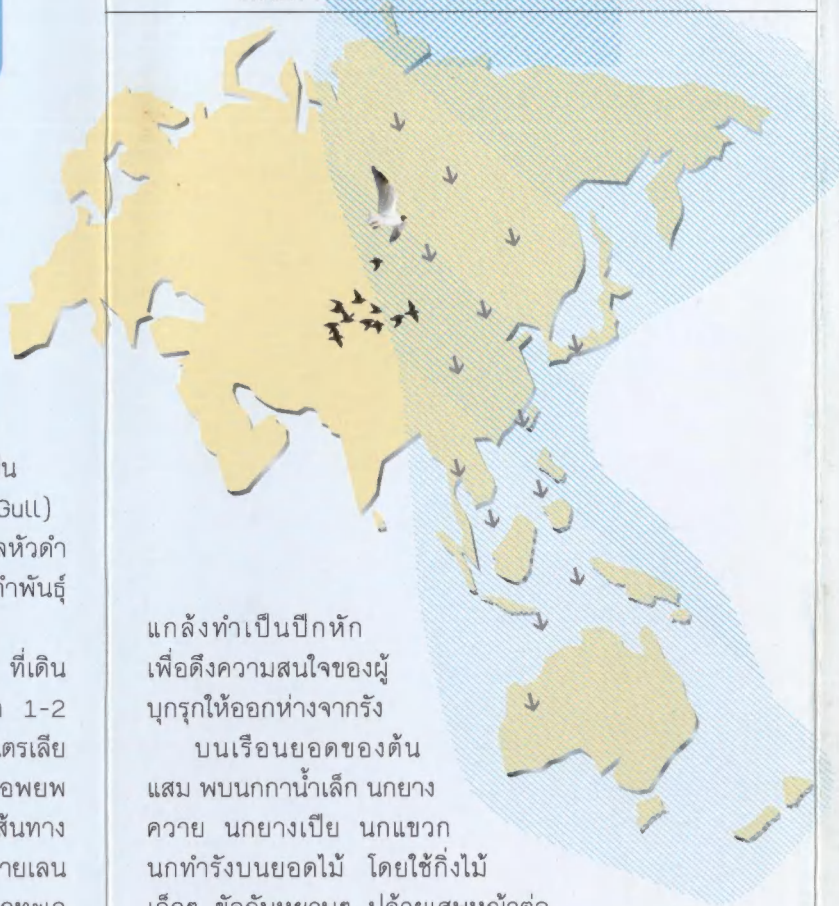 ป็น
Gull)
ลหัวดำ
ดำพันธุ์
ที่เดิน
1-2
ตรเลีย
อพยพ
ส้นทาง
ายเลน
แกล้งทำเป็นปีกหัก
เพื่อดึงความสนใจของผู้
บุกรุกให้ออกห่างจากรัง
บนเรือนยอดของต้น
แสม พบนกกาน้ำเล็ก นกยาง
ควาย นกยางเปีย นกแขวก
นกทำรังบนยอดไม้ โดยใช้กิ่งไม้